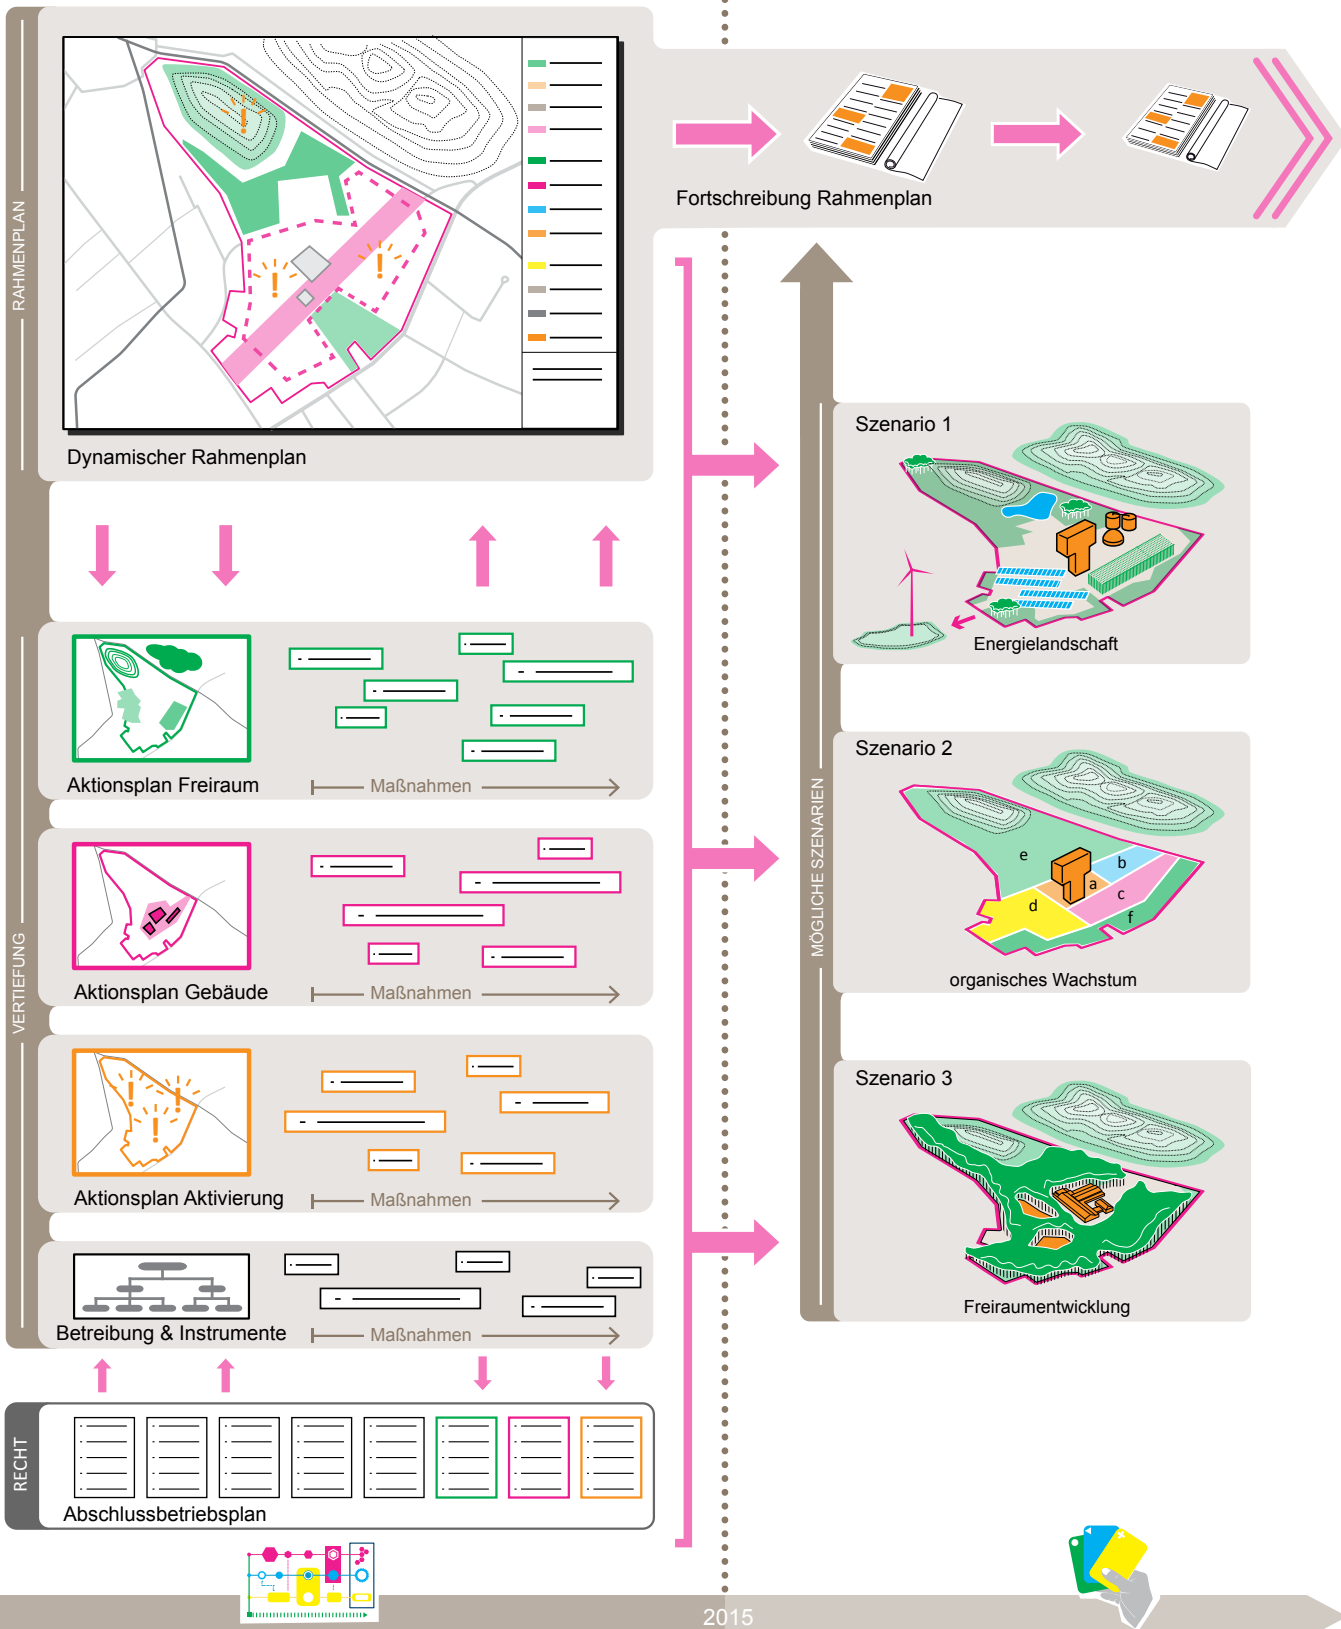 RAHMENPLAN
Dynamischer Rahmenplan
Fortschreibung Rahmenplan
VERTIEFUNG
Aktionsplan Freiraum
Maßnahmen
Aktionsplan Gebäude
Maßnahmen
Aktionsplan Aktivierung
Maßnahmen
Betreibung & Instrumente
Maßnahmen
RECHT
Abschlussbetriebsplan
MÖGLICHE SZENARIEN
Szenario 1
Energielandschaft
Szenario 2
e
b
a
c
d
f
organisches Wachstum
Szenario 3
Freiraumentwicklung
2015